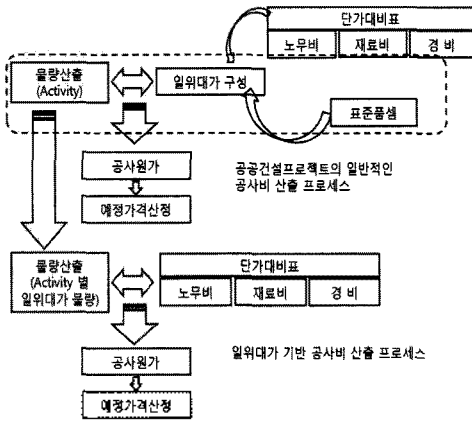 단가대비표
노무비
재료비
경 비
물량산출
(Activity)
일위대가 구성
표준품셈
공사원가
예정가격산정
공공건설프로젝트의 일반적인
공사비 산출 프로세스
물량산출
(Activity 별
일위대가 물량)
단가대비표
노무비
재료비
경 비
공사원가
예정가격산정
일위대가 기반 공사비 산출 프로세스